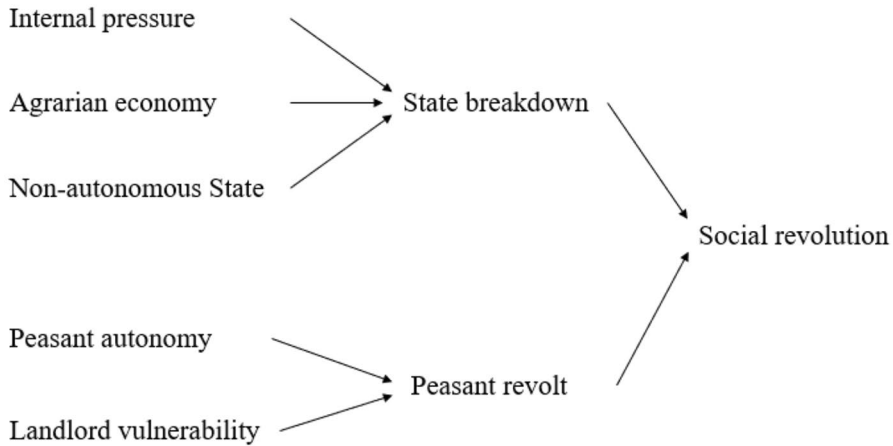 Internal pressure
Agrarian economy
State breakdown
Non-autonomous State
Social revolution
Peasant autonomy
Peasant revolt
Landlord vulnerability